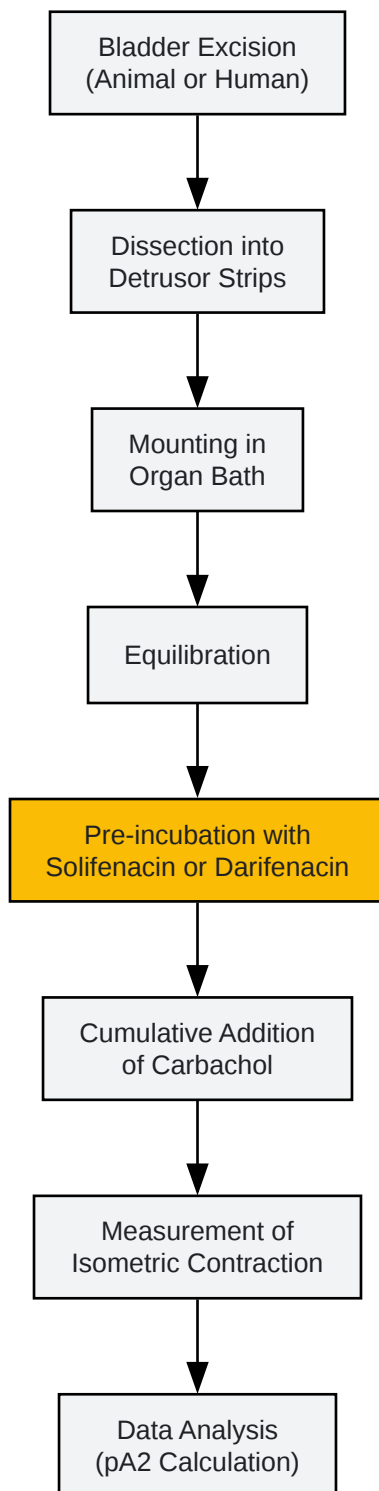 Bladder Excision
(Animal or Human)
Dissection into
Detrusor Strips
Mounting in
Organ Bath
Equilibration
Pre-incubation with
Solifenacin or Darifenacin
Cumulative Addition
of Carbachol
Measurement of
Isometric Contraction
Data Analysis
(pA2 Calculation)